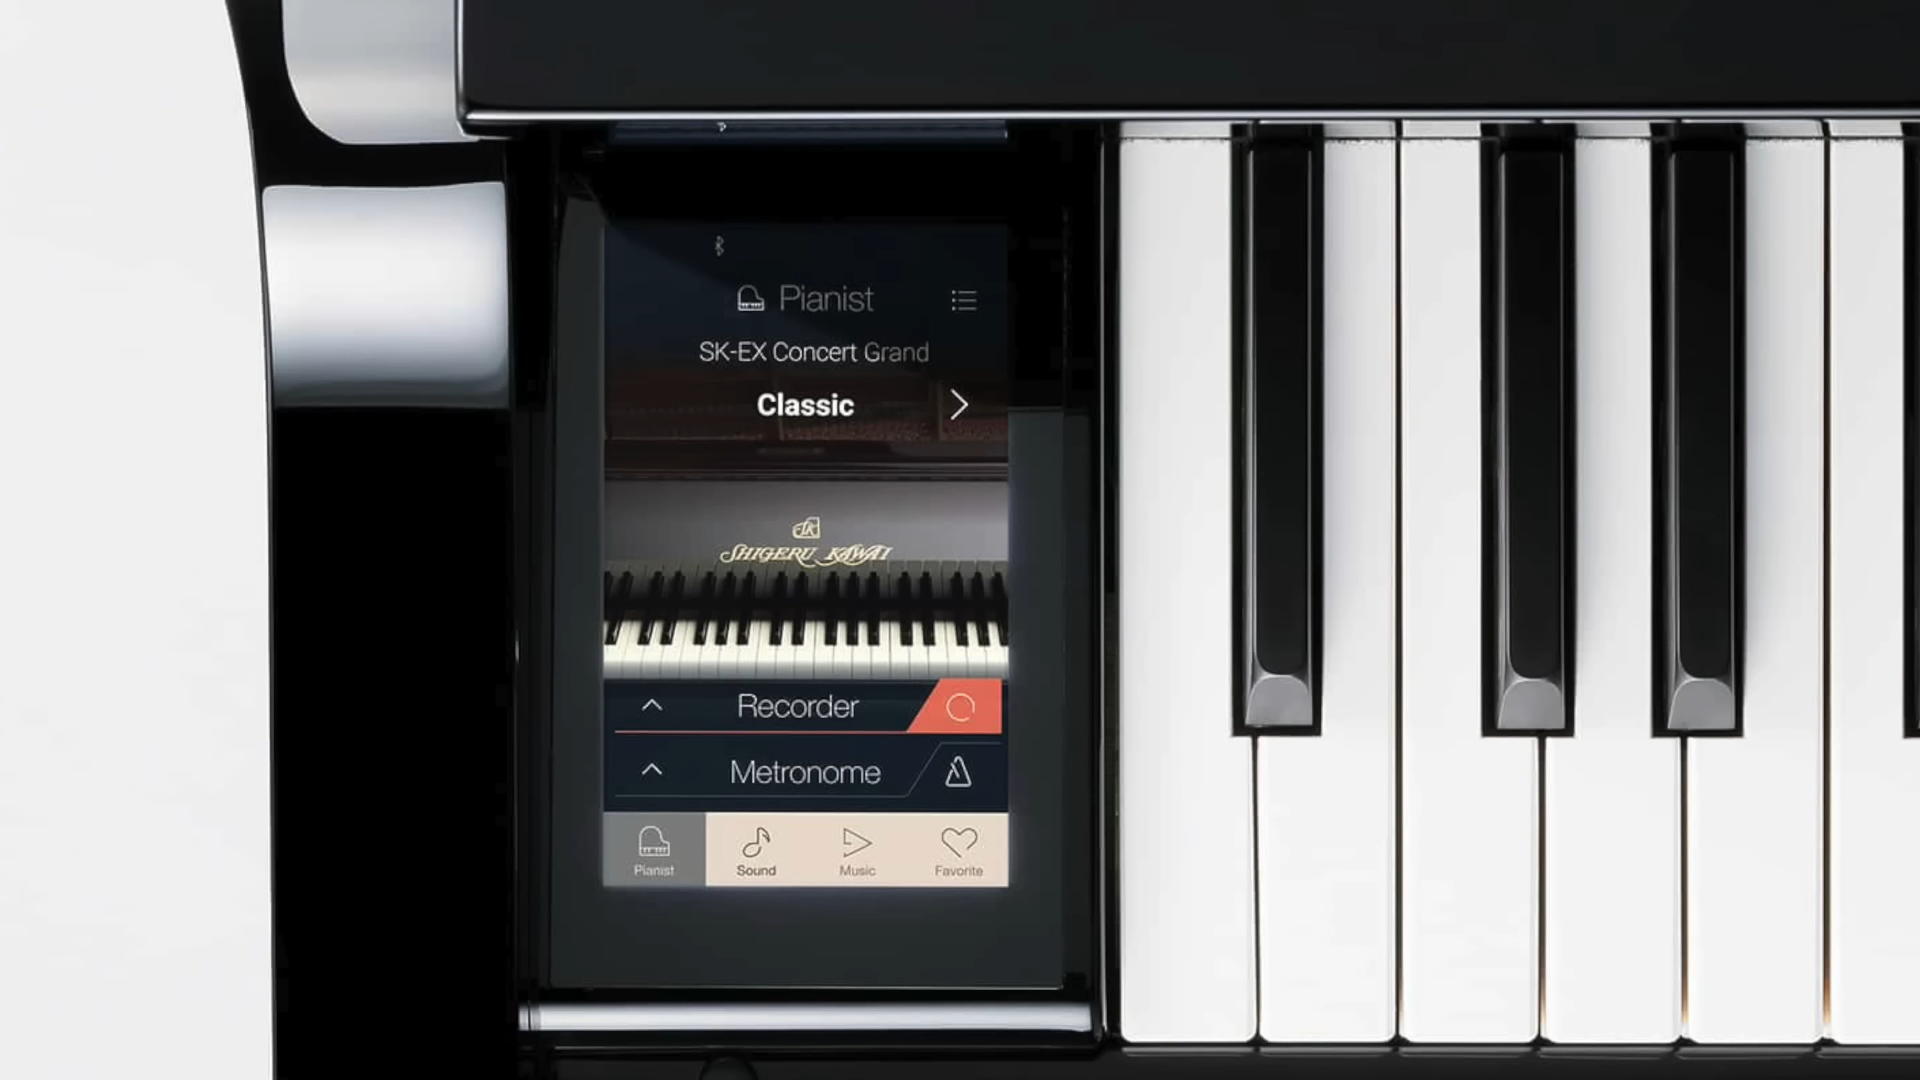 Pianist
SK-EX Concert Grand
Classic
SHIGERU KAWAI
Recorder
Metronome
Pianist Sound Music Favorite